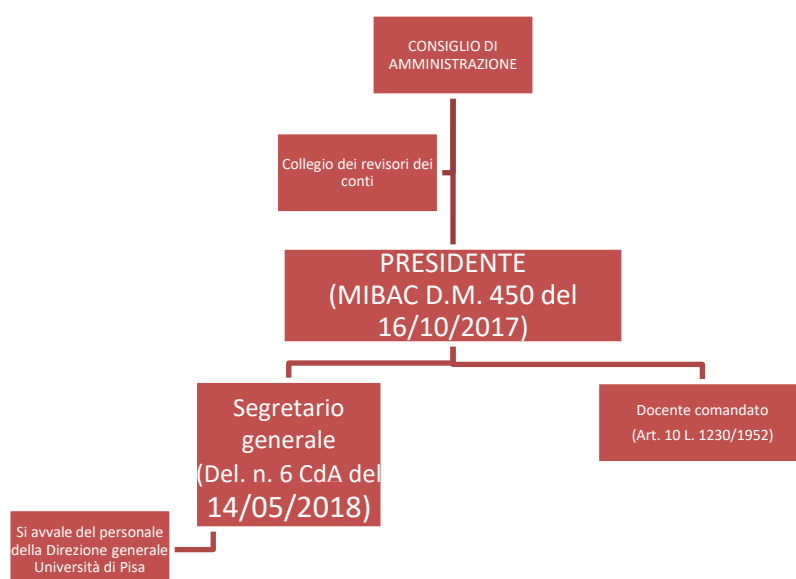 CONSIGLIO DI
AMMINISTRAZIONE
Collegio dei revisori dei
conti
PRESIDENTE
(MIBAC D.M. 450 del
16/10/2017)
Segretario
generale
(Del. n. 6 CdA del
14/05/2018)
Docente comandato
(Art. 10 L. 1230/1952)
Si avvale del personale
della Direzione generale
Università di Pisa